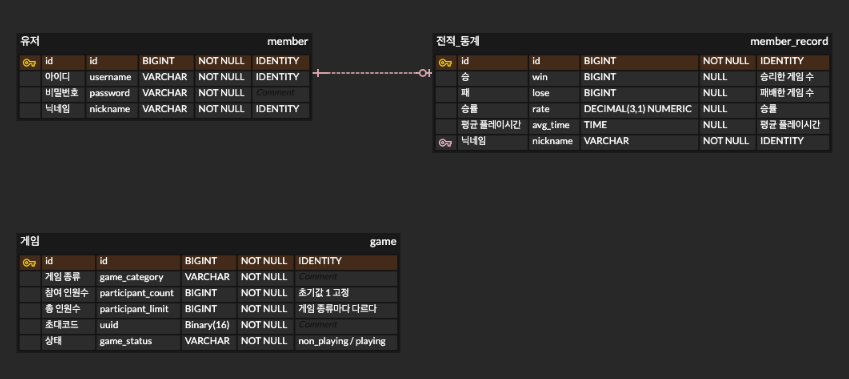 유저 member
id id BIGINT NOT NULL IDENTITY
아이디 username VARCHAR NOT NULL IDENTITY
비밀번호 password VARCHAR NOT NULL Comment
닉네임 nickname VARCHAR NOT NULL IDENTITY
전적_통계 member_record
id id BIGINT NOT NULL IDENTITY
승 win BIGINT NULL 승리한 게임 수
패 lose BIGINT NULL 패배한 게임 수
승률 rate DECIMAL(3,1) NUMERIC NULL 승률
평균 플레이시간 avg_time TIME NULL 평균 플레이시간
닉네임 nickname VARCHAR NOT NULL IDENTITY
게임 game
id id BIGINT NOT NULL IDENTITY
게임 종류 game_category VARCHAR NOT NULL Comment
참여 인원수 participant_count BIGINT NOT NULL 초기값 1 고정
총 인원수 participant_limit BIGINT NOT NULL 게임 종류마다 다르다
초대코드 uuid Binary(16) NOT NULL Comment
상태 game_status VARCHAR NOT NULL non_playing / playing